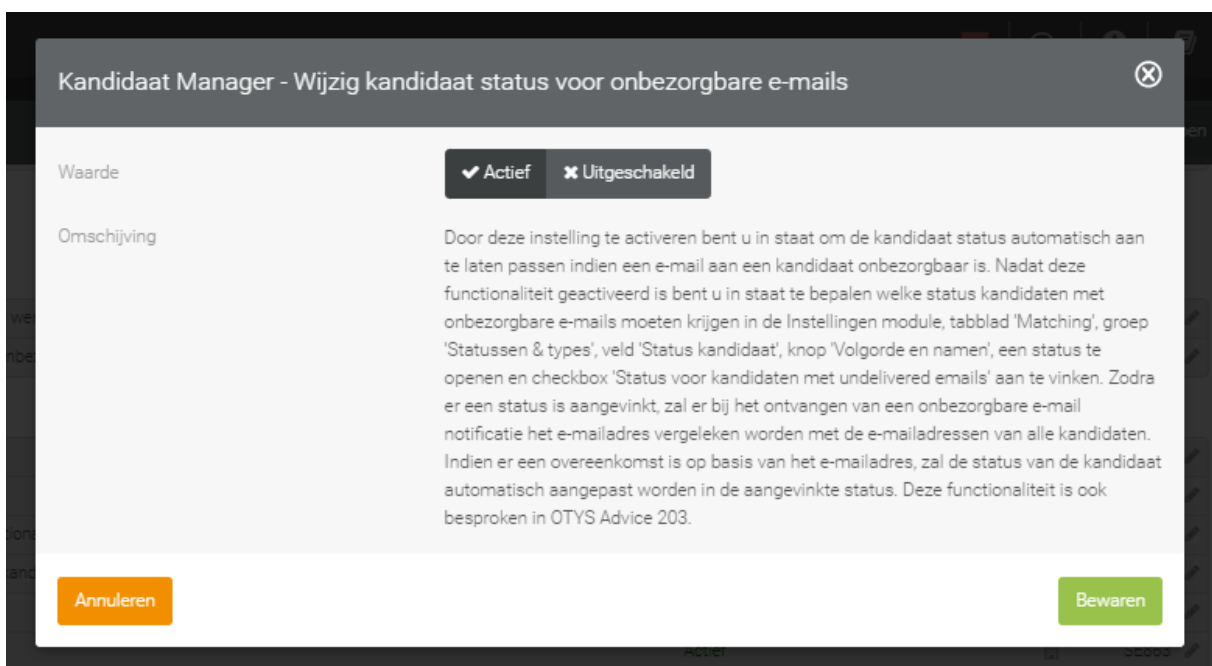 Kandidaat Manager - Wijzig kandidaat status voor onbezorgbare e-mails
Waarde
Actief
Uitgeschakeld
Omschijving
Door deze instelling te activeren bent u in staat om de kandidaat status automatisch aan
te laten passen indien een e-mail aan een kandidaat onbezorgbaar is. Nadat deze
functionaliteit geactiveerd is bent u in staat te bepalen welke status kandidaten met
onbezorgbare e-mails moeten krijgen in de Instellingen module, tabblad 'Matching', groep
'Statussen & types', veld 'Status kandidaat', knop 'Volgorde en namen', een status te
openen en checkbox 'Status voor kandidaten met undelivered emails' aan te vinken. Zodra
er een status is aangevinkt, zal er bij het ontvangen van een onbezorgbare e-mail
notificatie het e-mailadres vergeleken worden met de e-mailadressen van alle kandidaten.
Indien er een overeenkomst is op basis van het e-mailadres, zal de status van de kandidaat
automatisch aangepast worden in de aangevinkte status. Deze functionaliteit is ook
besproken in OTYS Advice 203.
Annuleren
Bewaren
Actief